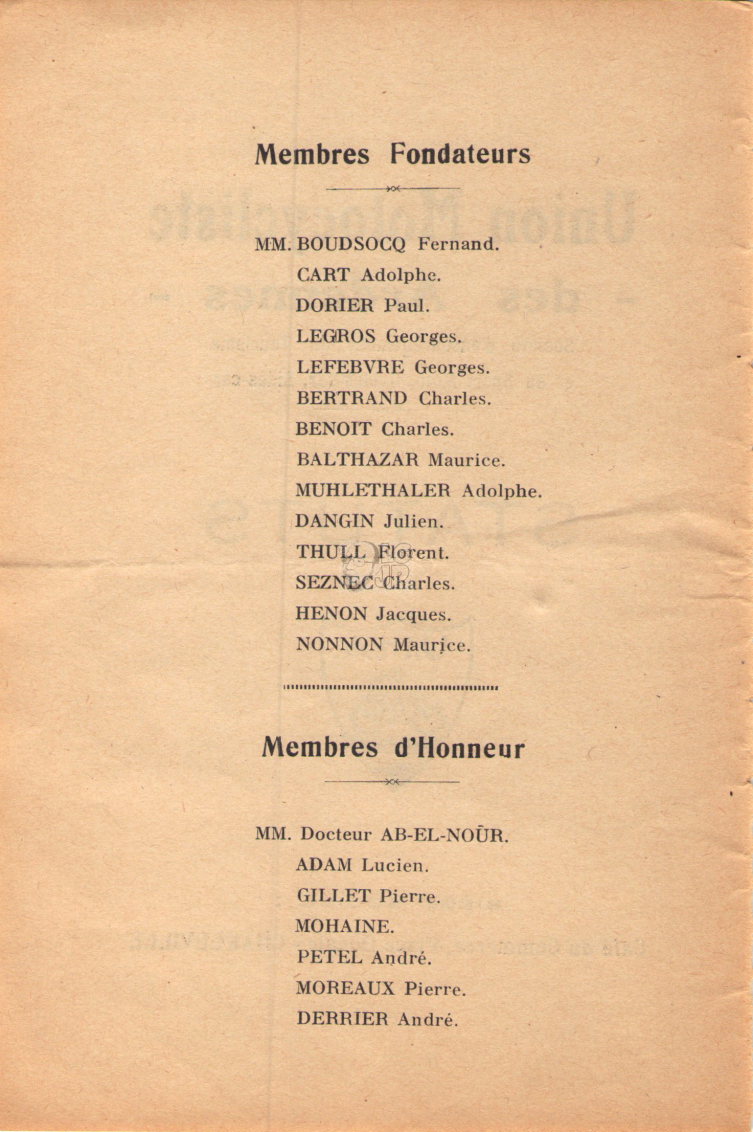 Membres Fondateurs
MM. BOUDSOCQ Fernand.
CART Adolphe.
DORIER Paul.
LEGROS Georges.
LEFEBVRE Georges.
BERTRAND Charles.
BENOIT Charles.
BALTHAZAR Maurice.
MUHLETHALER Adolphe.
DANGIN Julien.
THULL Florent.
SEZNEC Charles.
HENON Jacques.
NONNON Maurice.
Membres d'Honneur
MM. Docteur AB-EL-NOÛR.
ADAM Lucien.
GILLET Pierre.
MOHAINE.
PETEL André.
MOREAUX Pierre.
DERRIER André.